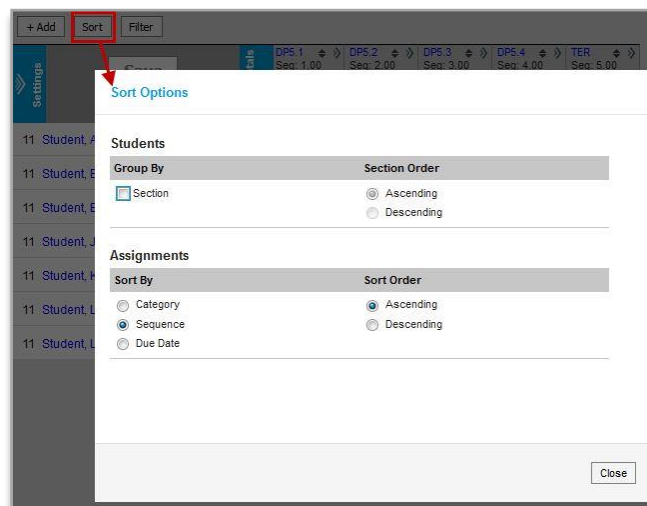 + Add Sort Filter
Settings
Save
tals
DP5.1 DP5.2 DP5.3 DP5.4 TER
Seq: 1.00 Seq: 2.00 Seq: 3.00 Seq: 4.00 Seq: 5.00
Sort Options
11 Student, A
11 Student, E
11 Student, E
11 Student, J
11 Student, K
11 Student, L
11 Student, L
Students
Group By Section Order
Section Ascending
Descending
Assignments
Sort By Sort Order
Category Ascending
Sequence Descending
Due Date
Close